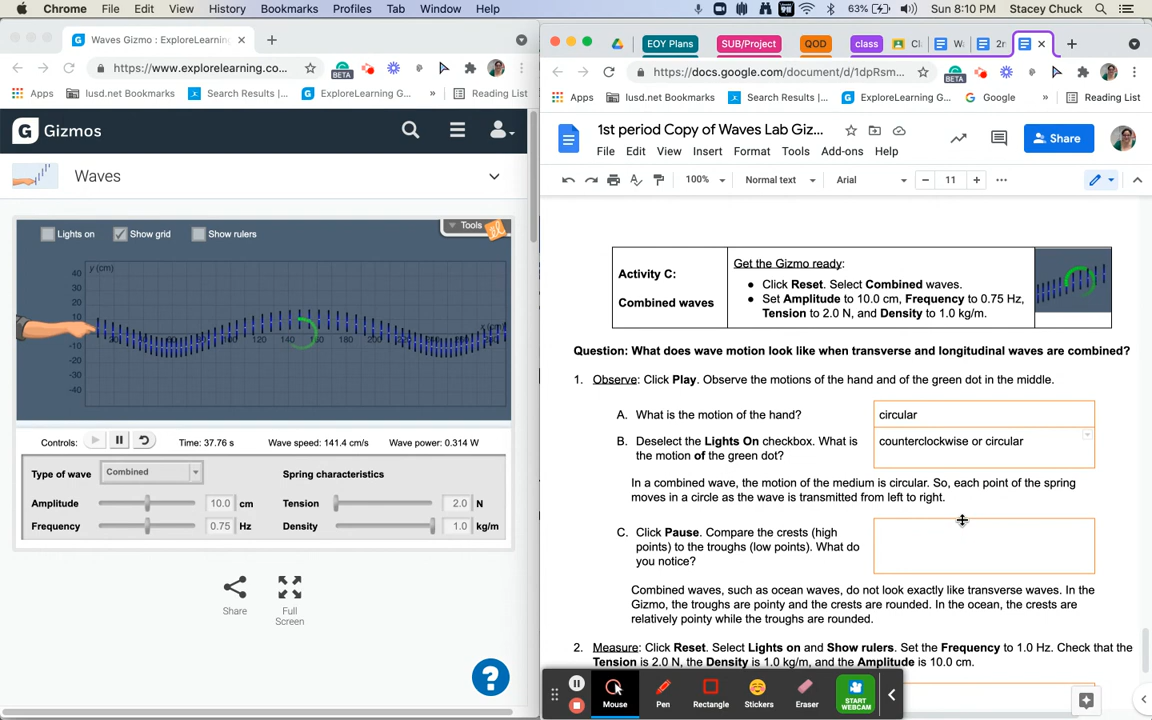 Chrome File Edit View History Bookmarks Profiles Tab Window Help 63% Sun 8:10 PM Stacey Chuck
Waves Gizmo : ExploreLearnin
https://www.explorelearning.co...
BETA
Apps lusd.net Bookmarks Search Results |... ExploreLearning G... » Reading List
G Gizmos
Waves
Lights on Show grid Show rulers Tools
y (cm)
40
30
20
10
-10
-20
-30
-40
20 40 60 80 100 120 140 160 180 200
x(cm)
Controls: Time: 37.76 s Wave speed: 141.4 cm/s Wave power: 0.314 W
Type of wave Combined Spring characteristics
Amplitude 10.0 cm Tension 2.0 N
Frequency 0.75 Hz Density 1.0 kg/m
Share
Full
Screen
?
EOY Plans SUB/Project QOD class Cl W 2n
https://docs.google.com/document/d/1dpRsm...
BETA
Apps lusd.net Bookmarks Search Results |... ExploreLearning G... Google » Reading List
1st period Copy of Waves Lab Giz...
File Edit View Insert Format Tools Add-ons Help
Share
100% Normal text Arial 11
Activity C:
Combined waves
Get the Gizmo ready:
● Click Reset. Select Combined waves.
● Set Amplitude to 10.0 cm, Frequency to 0.75 Hz,
Tension to 2.0 N, and Density to 1.0 kg/m.
Question: What does wave motion look like when transverse and longitudinal waves are combined?
1. Observe: Click Play. Observe the motions of the hand and of the green dot in the middle.
A. What is the motion of the hand? circular
B. Deselect the Lights On checkbox. What is
the motion of the green dot?
counterclockwise or circular
In a combined wave, the motion of the medium is circular. So, each point of the spring
moves in a circle as the wave is transmitted from left to right.
C. Click Pause. Compare the crests (high
points) to the troughs (low points). What do
you notice?
Combined waves, such as ocean waves, do not look exactly like transverse waves. In the
Gizmo, the troughs are pointy and the crests are rounded. In the ocean, the crests are
relatively pointy while the troughs are rounded.
2. Measure: Click Reset. Select Lights on and Show rulers. Set the Frequency to 1.0 Hz. Check that the
Tension is 2.0 N, the Density is 1.0 kg/m, and the Amplitude is 10.0 cm.
Mouse Pen Rectangle Stickers Eraser START
WEBCAM